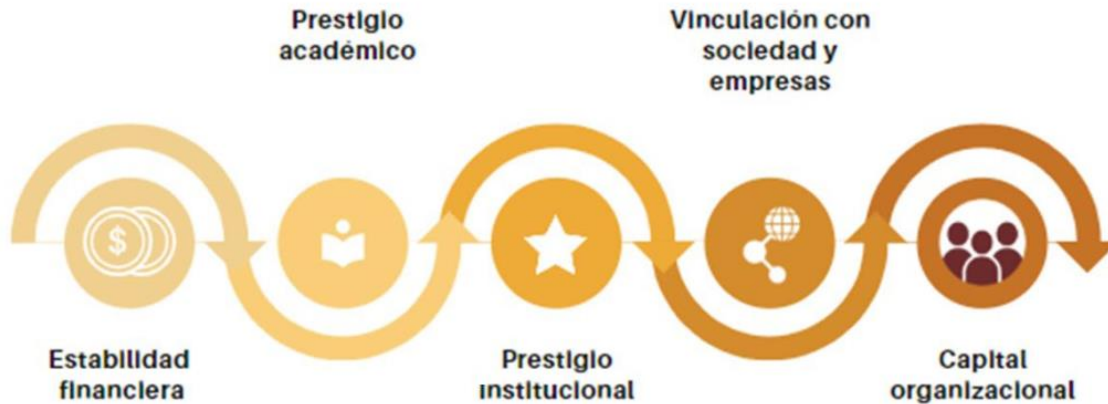 Prestigio
académico
Vinculación con
sociedad y
empresas
$
Estabilidad
financiera
Prestigio
institucional
Capital
organizacional